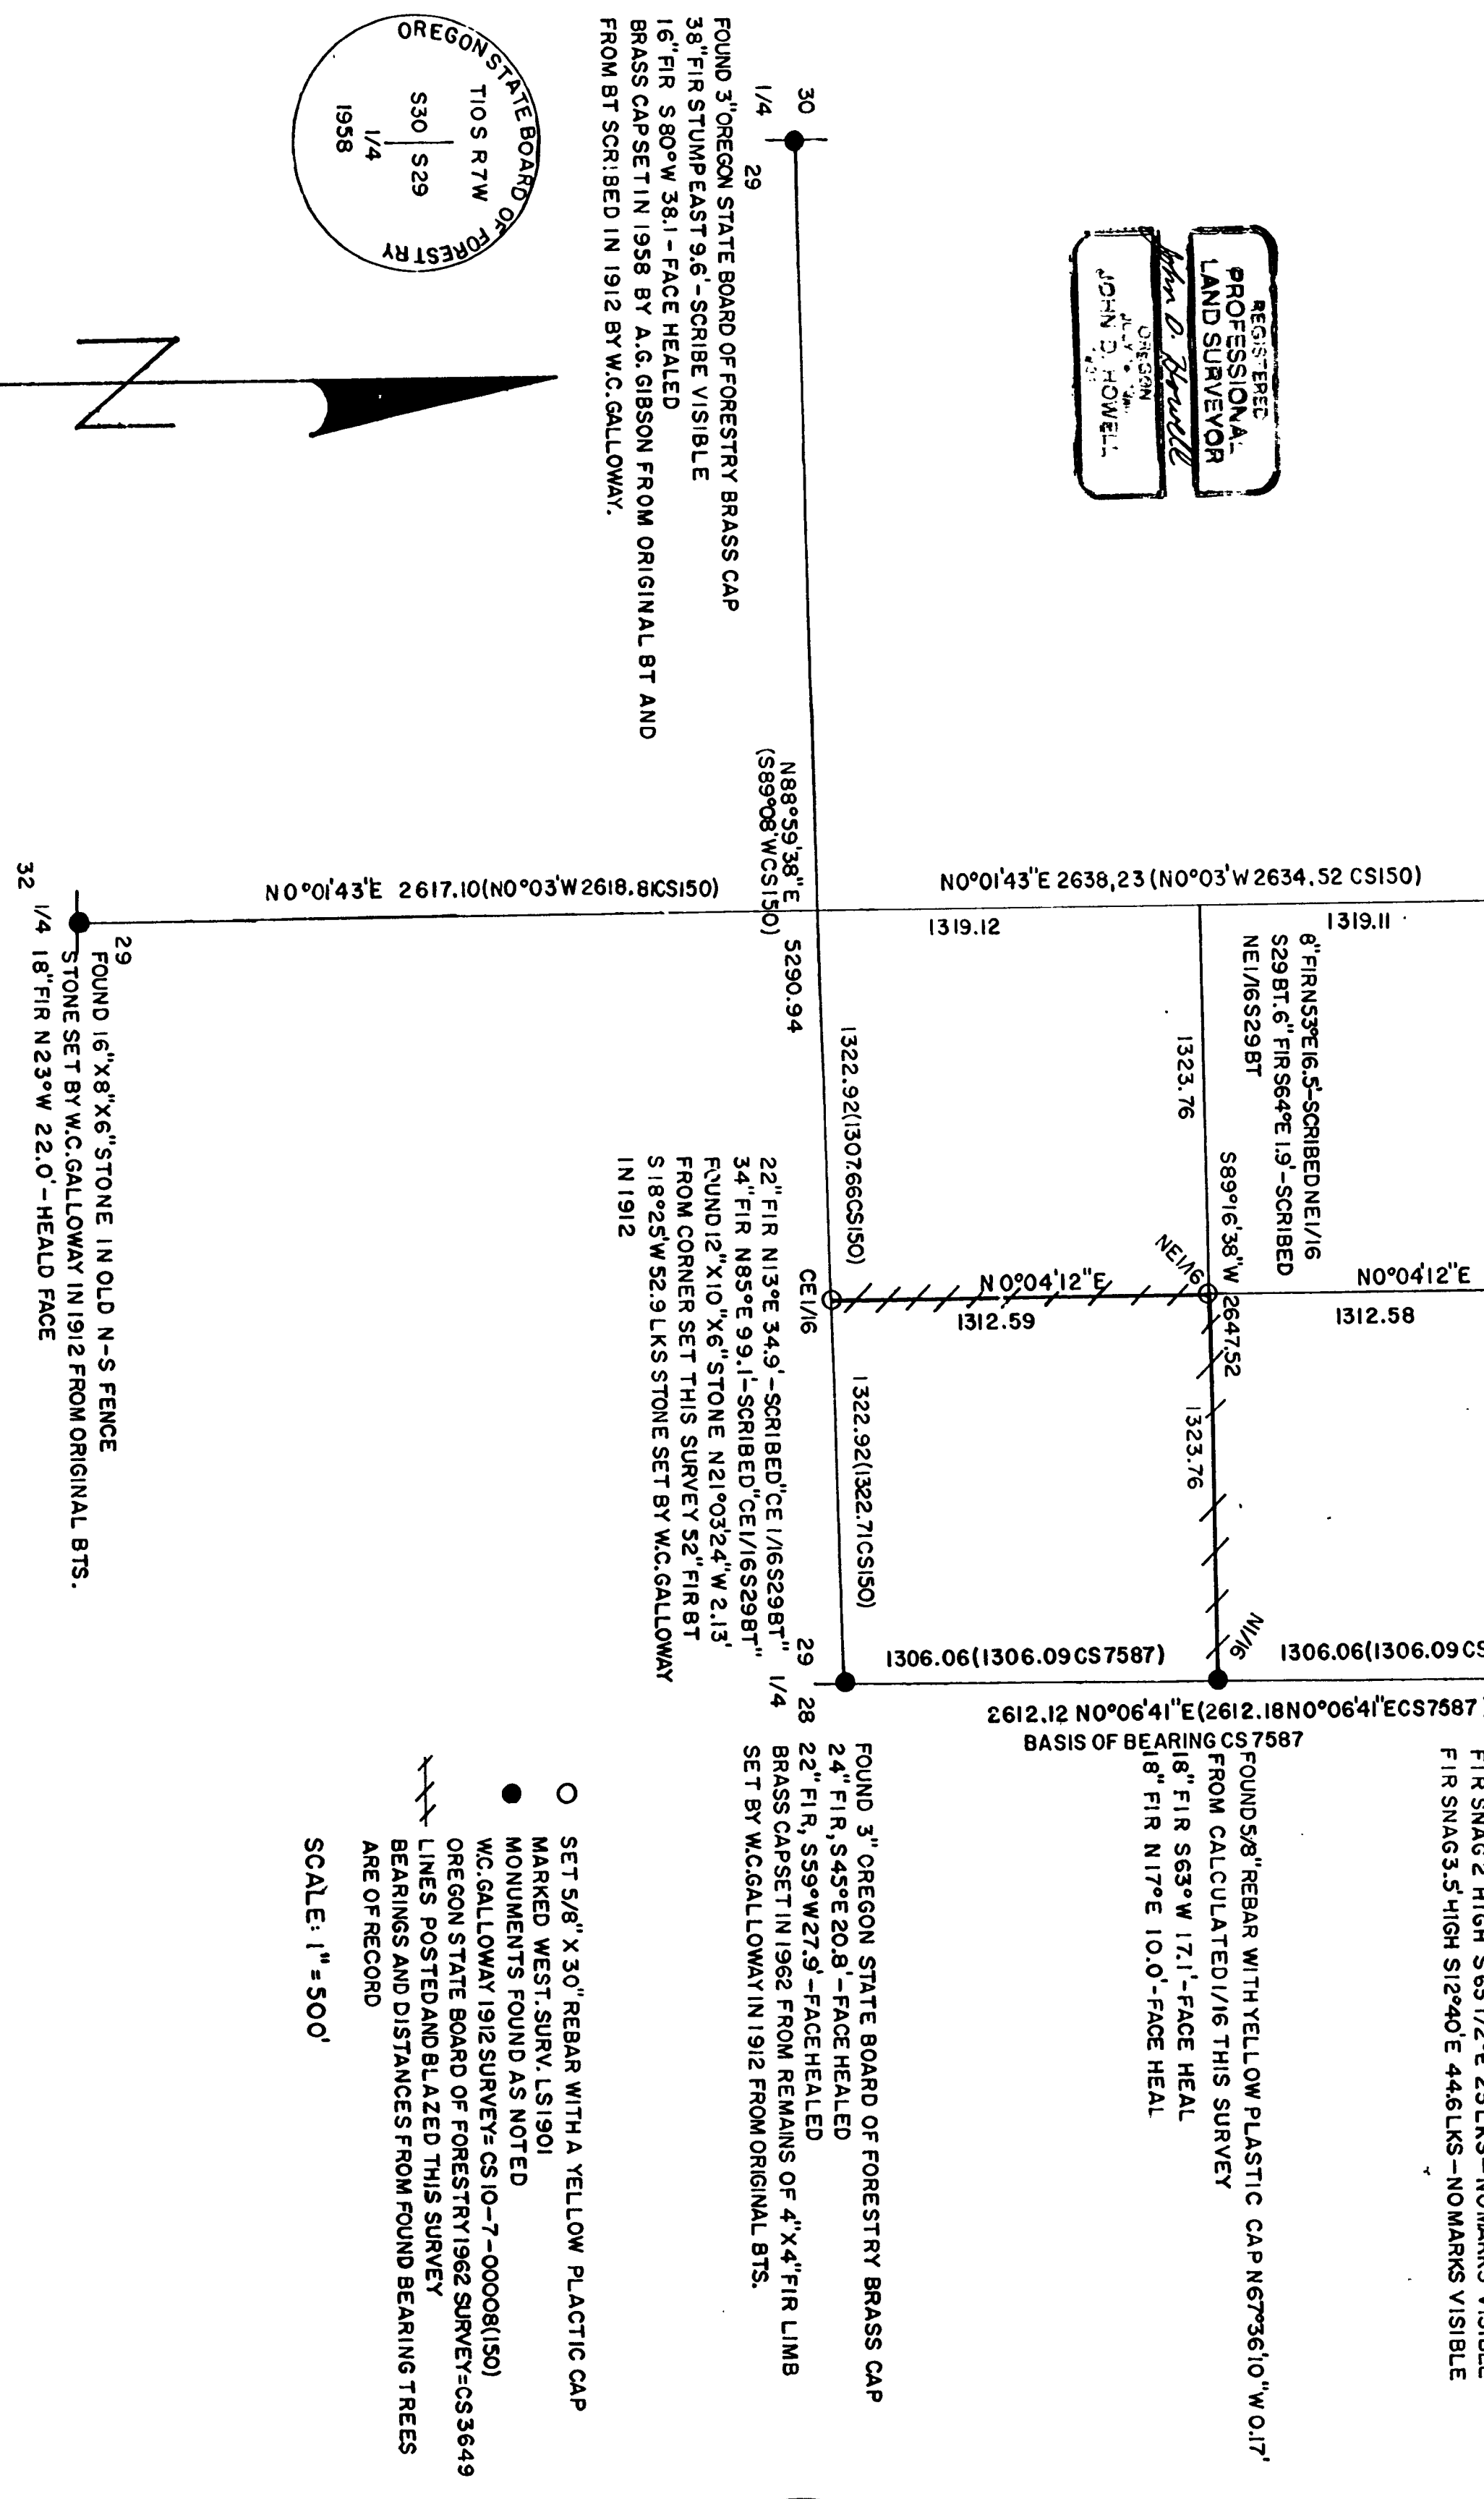 REGISTERED
PROFESSIONAL
LAND SURVEYOR
John D. Howell
OREGON
JOHN D. HOWELL
30
1/4
29
FOUND 3" OREGON STATE BOARD OF FORESTRY BRASS CAP
38" FIR STUMP EAST 9.6'-SCRIBE VISIBLE
16" FIR S80°W 38.1-FACE HEALED
BRASS CAP SET IN 1958 BY A.G. GIBSON FROM ORIGINAL BT AND
FROM BT SCRIBED IN 1912 BY W.C. GALLOWAY.
OREGON STATE BOARD OF FORESTRY
T10S R7W
S30 S29
1/4
1958
N
N0°01'43"E 2638,23 (N0°03'W 2634.52 CS150)
1319.12
1319.11
8" FIR N53°E 16.5'-SCRIBED NE1/16
S29 BT. 6" FIR S64°E 1.9'-SCRIBED
NE1/16 S29 BT
1323.76
S89°16'38"W 2647.52
1323.76
NE1/16
N1/16
N0°04'12"E
1312.59
N0°04'12"E
1312.58
N88°59'38"E 5290.94
(S89°08'W CS150)
1322.92(1307.66 CS150)
CE 1/16
1322.92(1322.71 CS150)
N0°01'43"E 2617.10(N0°03'W 2618.81CS150)
22" FIR N13°E 34.9'-SCRIBED "CE 1/16 S29 BT"
34" FIR N85°E 99.1'-SCRIBED "CE1/16 S29 BT"
FOUND 12"X10"X6" STONE N21°03'24"W 2.13'
FROM CORNER SET THIS SURVEY 52" FIR BT
S18°25'W 52.9 LKS STONE SET BY W.C. GALLOWAY
IN 1912
29
FOUND 16"X8"X6" STONE IN OLD N-S FENCE
STONE SET BY W.C. GALLOWAY IN 1912 FROM ORIGINAL BTS.
32 1/4 18" FIR N23°W 22.0'-HEALD FACE
1306.06(1306.09 CS7587)
1306.06(1306.09 CS
2612.12 N0°06'41"E(2612.18 N0°06'41"E CS7587
BASIS OF BEARING CS 7587
FIR SNAG 3.5' HIGH S12°40'E 44.6 LKS-NO MARKS VISIBLE
FOUND 5/8" REBAR WITH YELLOW PLASTIC CAP N67°36'10"W 0.17'
FROM CALCULATED 1/16 THIS SURVEY
18" FIR S63°W 17.1'-FACE HEAL
18" FIR N17°E 10.0'-FACE HEAL
29
1/4
28
FOUND 3" OREGON STATE BOARD OF FORESTRY BRASS CAP
24" FIR, S45°E 20.8'-FACE HEALED
22" FIR, S59°W 27.9'-FACE HEALED
BRASS CAP SET IN 1962 FROM REMAINS OF 4"X4" FIR LIMB
SET BY W.C. GALLOWAY IN 1912 FROM ORIGINAL BTS.
SET 5/8" X 30" REBAR WITH A YELLOW PLACTIC CAP
MARKED WEST. SURV. LS1901
MONUMENTS FOUND AS NOTED
W.C. GALLOWAY 1912 SURVEY=CS 10-7-00008(150)
OREGON STATE BOARD OF FORESTRY 1962 SURVEY=CS3649
LINES POSTED AND BLAZED THIS SURVEY
BEARINGS AND DISTANCES FROM FOUND BEARING TREES
ARE OF RECORD
SCALE: 1"=500'